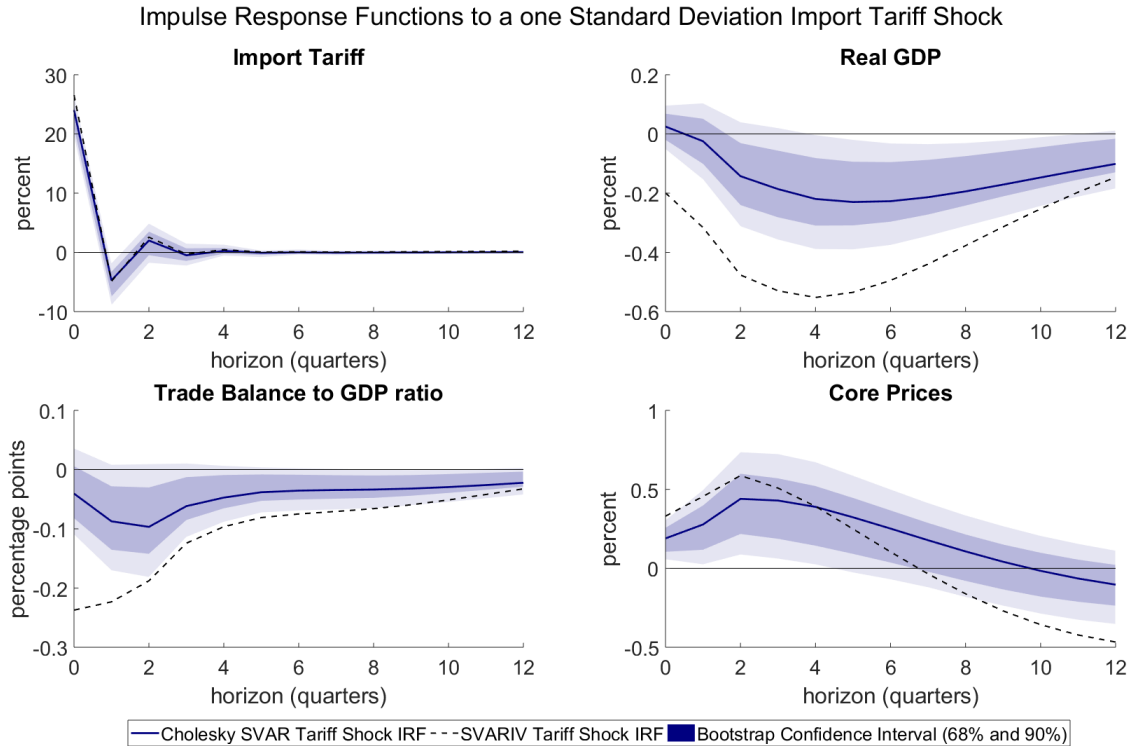 Impulse Response Functions to a one Standard Deviation Import Tariff Shock
Import Tariff
30
20
10
0
-10
percent
0 2 4 6 8 10 12
horizon (quarters)
Real GDP
0.2
0
-0.2
-0.4
-0.6
percent
0 2 4 6 8 10 12
horizon (quarters)
Trade Balance to GDP ratio
0.1
0
-0.1
-0.2
-0.3
percentage points
0 2 4 6 8 10 12
horizon (quarters)
Core Prices
1
0.5
0
-0.5
percent
0 2 4 6 8 10 12
horizon (quarters)
Cholesky SVAR Tariff Shock IRF SVARIV Tariff Shock IRF Bootstrap Confidence Interval (68% and 90%)